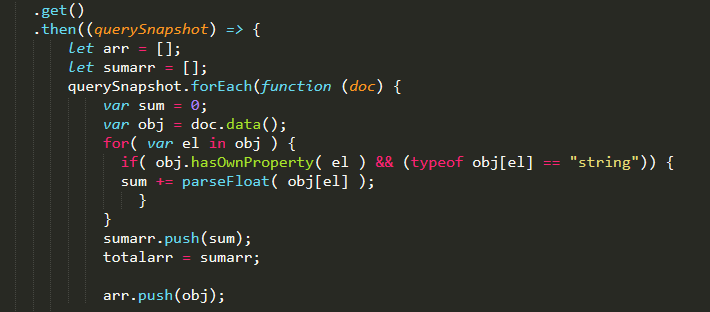 .get()
.then((querySnapshot) => {
let arr = [];
let sumarr = [];
querySnapshot.forEach(function (doc) {
var sum = 0;
var obj = doc.data();
for( var el in obj ) {
if( obj.hasOwnProperty( el ) && (typeof obj[el] == "string")) {
sum += parseFloat( obj[el] );
}
}
sumarr.push(sum);
totalarr = sumarr;
arr.push(obj);